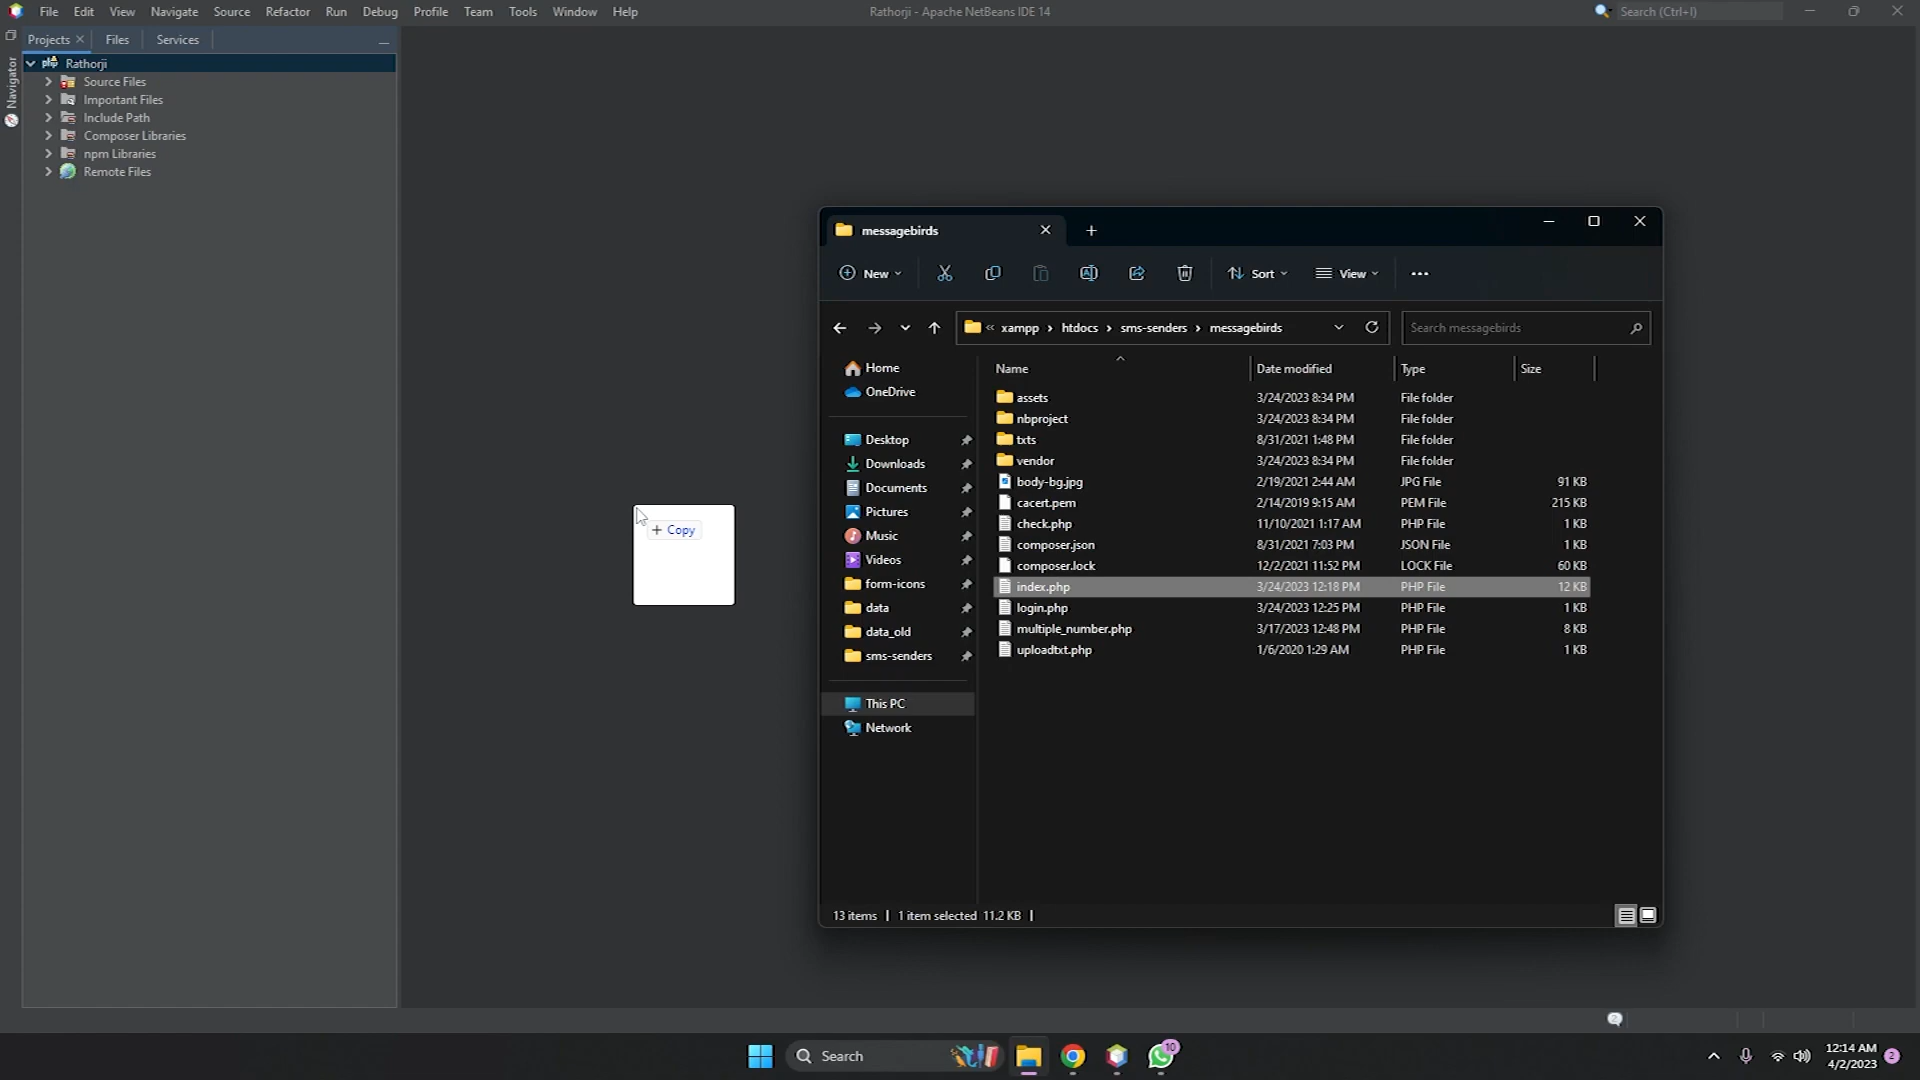 File Edit View Navigate Source Refactor Run Debug Profile Team Tools Window Help
Rathorji - Apache NetBeans IDE 14
Search (Ctrl+I)
Projects Files Services
Navigator
php Rathorji
Source Files
Important Files
Include Path
Composer Libraries
npm Libraries
Remote Files
+ Copy
messagebirds
New Sort View
« xampp › htdocs › sms-senders › messagebirds
Search messagebirds
Home
OneDrive
Desktop
Downloads
Documents
Pictures
Music
Videos
form-icons
data
data_old
sms-senders
This PC
Network
Name Date modified Type Size
assets 3/24/2023 8:34 PM File folder
nbproject 3/24/2023 8:34 PM File folder
txts 8/31/2021 1:48 PM File folder
vendor 3/24/2023 8:34 PM File folder
body-bg.jpg 2/19/2021 2:44 AM JPG File 91 KB
cacert.pem 2/14/2019 9:15 AM PEM File 215 KB
check.php 11/10/2021 1:17 AM PHP File 1 KB
composer.json 8/31/2021 7:03 PM JSON File 1 KB
composer.lock 12/2/2021 11:52 PM LOCK File 60 KB
index.php 3/24/2023 12:18 PM PHP File 12 KB
login.php 3/24/2023 12:25 PM PHP File 1 KB
multiple_number.php 3/17/2023 12:48 PM PHP File 8 KB
uploadtxt.php 1/6/2020 1:29 AM PHP File 1 KB
13 items | 1 item selected 11.2 KB |
Search
10
12:14 AM
4/2/2023
2